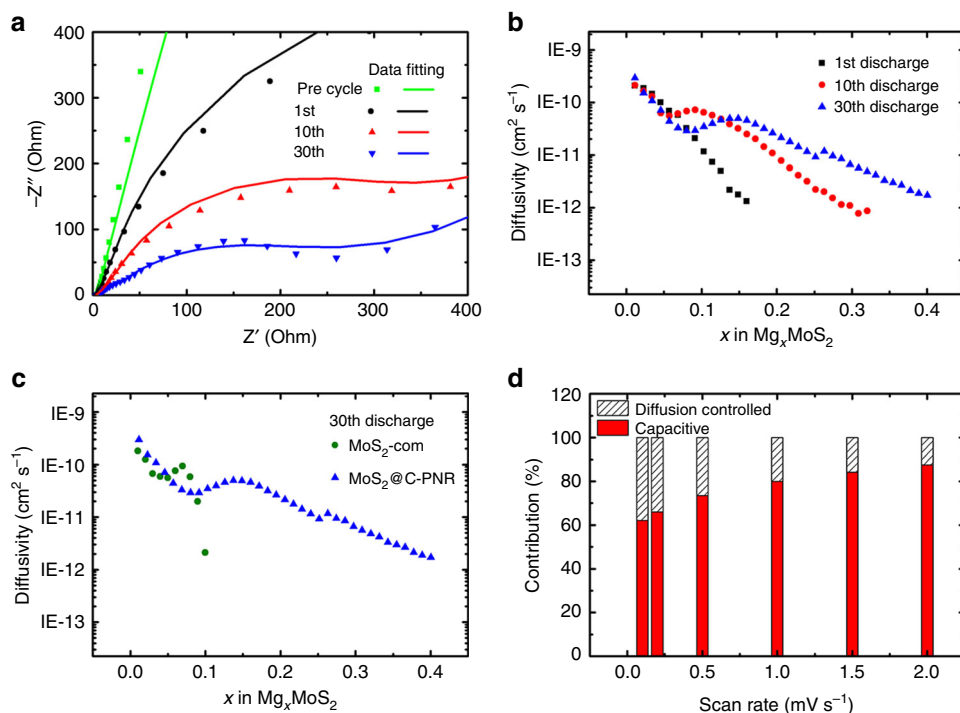 a
400
300
200
100
0
–Z″ (Ohm)
Data fitting
Pre cycle
1st
10th
30th
0 100 200 300 400
Z′ (Ohm)
b
IE-9
IE-10
IE-11
IE-12
IE-13
Diffusivity (cm² s⁻¹)
1st discharge
10th discharge
30th discharge
0.0 0.1 0.2 0.3 0.4
x in MgₓMoS₂
c
IE-9
IE-10
IE-11
IE-12
IE-13
Diffusivity (cm² s⁻¹)
30th discharge
MoS₂-com
MoS₂@C-PNR
0.0 0.1 0.2 0.3 0.4
x in MgₓMoS₂
d
120
100
80
60
40
20
0
Contribution (%)
Diffusion controlled
Capacitive
0.0 0.5 1.0 1.5 2.0
Scan rate (mV s⁻¹)